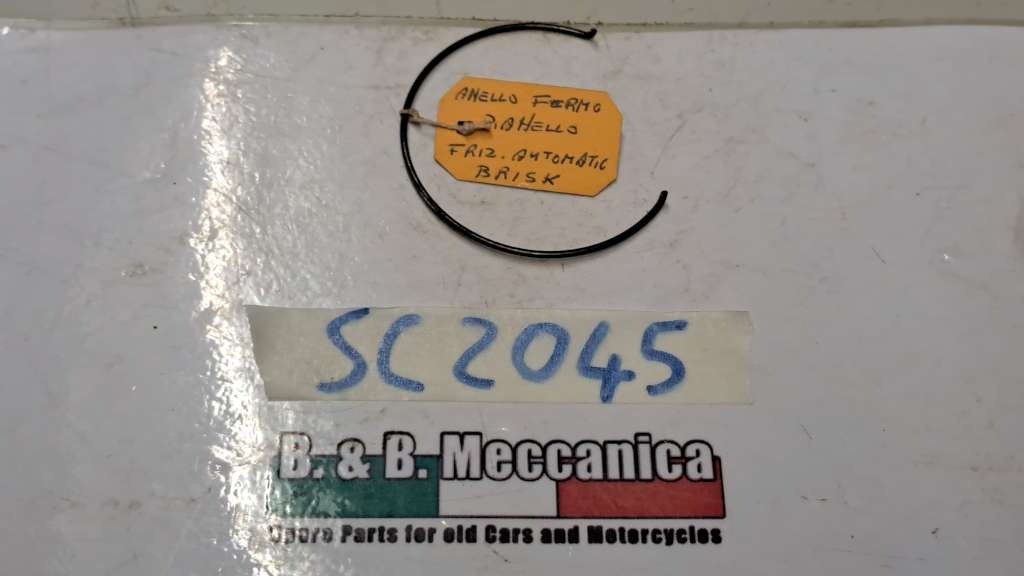 ANELLO FERMO
FRIZ. AUTOMATIC
BRISK
SC2045
B. & B. Meccanica
Spare Parts for old Cars and Motorcycles